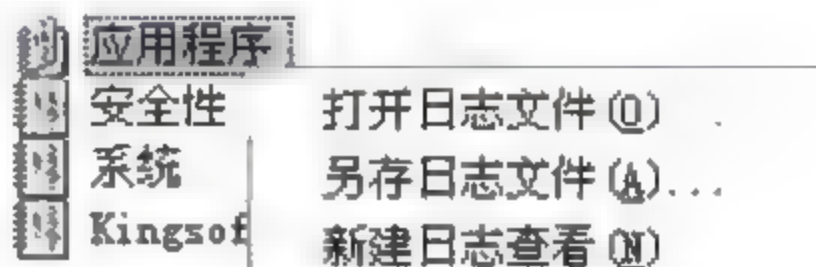 应用程序
安全性
系统
Kingsof
打开日志文件(O)
另存日志文件(A)...
新建日志查看(N)